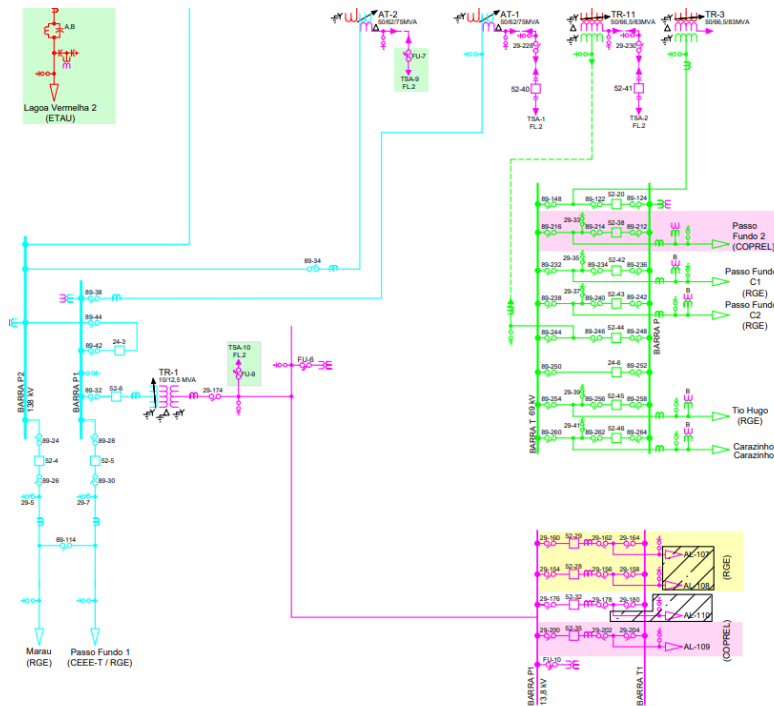 A,B
Lagoa Vermelha 2
(ETAU)
AT-2
50/62/75MVA
FU-7
TSA-9
FL.2
AT-1
50/62/75MVA
29-228
52-40
TSA-1
FL.2
TR-11
50/66,5/83MVA
29-230
52-41
TSA-2
FL.2
TR-3
50/66,5/83MVA
89-148
89-122
52-20
89-124
29-33
89-216
89-214
52-38
89-212
Passo
Fundo 2
(COPREL)
29-35
89-232
89-234
52-42
89-236
B
Passo Fundo
C1
(RGE)
29-37
89-238
89-240
52-43
89-242
B
Passo Fundo
C2
(RGE)
89-244
89-246
52-44
89-248
BARRA P
89-250
24-6
89-252
29-39
89-254
89-256
52-45
89-258
B
Tio Hugo
(RGE)
29-41
89-260
89-262
52-46
89-264
B
Carazinho
Carazinho
BARRA T 69 kV
89-34
89-38
89-44
89-42
24-3
89-32
52-6
TR-1
10/12,5 MVA
29-174
TSA-10
FL.2
FU-9
FU-6
BARRA P2
138 kV
BARRA P1
89-24
52-4
89-26
29-5
89-28
52-5
89-30
29-7
89-114
Marau
(RGE)
Passo Fundo 1
(CEEE-T / RGE)
29-160
52-29
29-162
29-164
AL-107
29-154
52-28
29-156
29-158
AL-108
(RGE)
29-176
52-32
29-178
29-180
AL-110
29-200
52-35
29-202
29-204
AL-109
(COPREL)
FU-10
BARRA P1
13,8 kV
BARRA T1